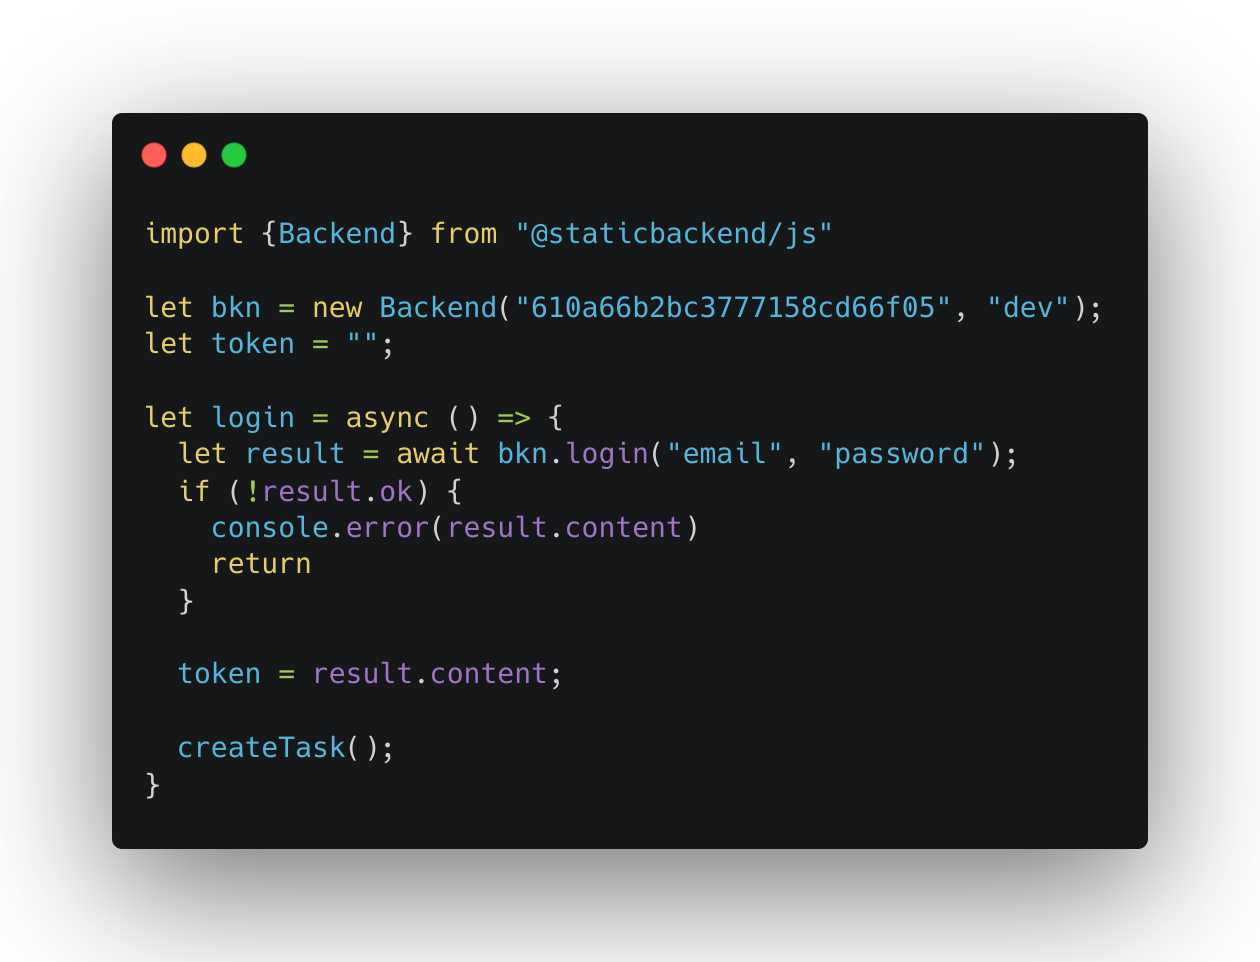 import {Backend} from "@staticbackend/js"
let bkn = new Backend("610a66b2bc3777158cd66f05", "dev");
let token = "";
let login = async () => {
  let result = await bkn.login("email", "password");
  if (!result.ok) {
    console.error(result.content)
    return
  }
  token = result.content;
  createTask();
}